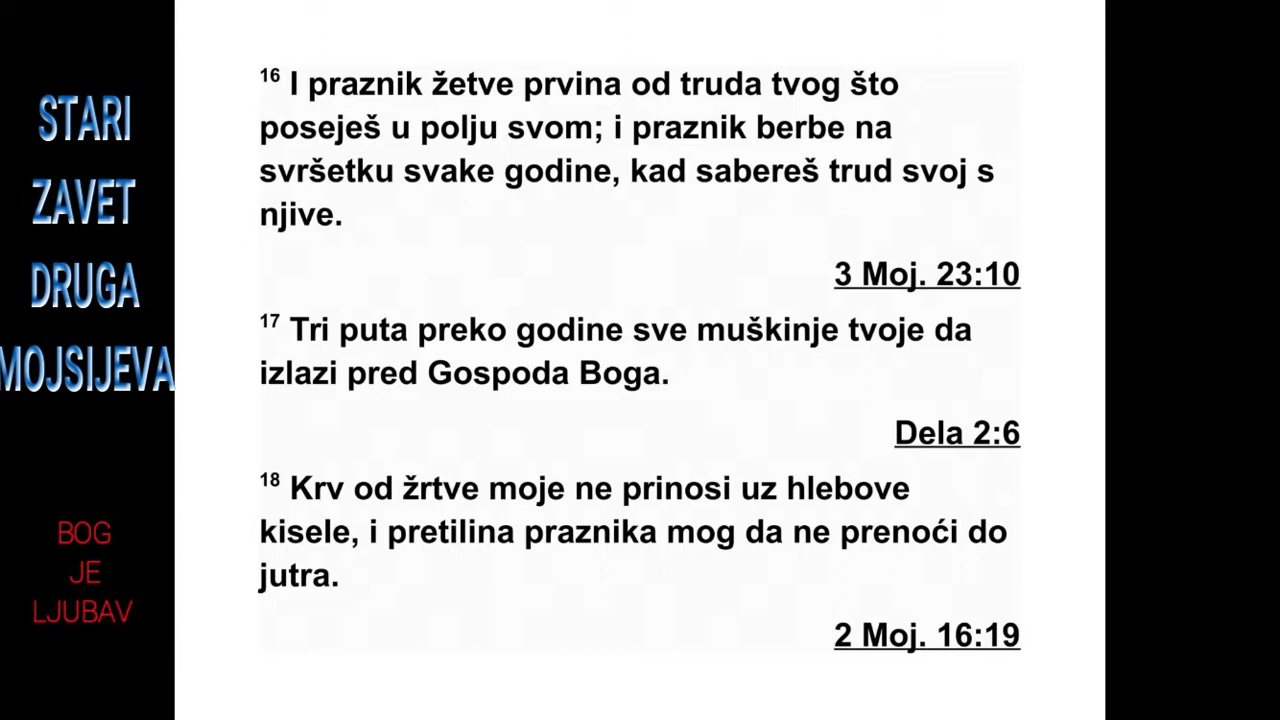 STARI
ZAVET
DRUGA
MOJSIJEVA
BOG
JE
LJUBAV
16 I praznik žetve prvina od truda tvog što
poseješ u polju svom; i praznik berbe na
svršetku svake godine, kad sabereš trud svoj s
njive.
3 Moj. 23:10
17 Tri puta preko godine sve muškinje tvoje da
izlazi pred Gospoda Boga.
Dela 2:6
18 Krv od žrtve moje ne prinosi uz hlebove
kisele, i pretilina praznika mog da ne prenoći do
jutra.
2 Moj. 16:19